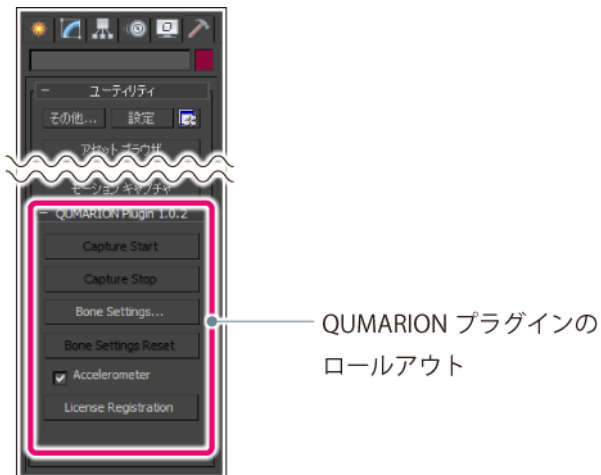 ユーティリティ
その他... 設定
アセット ブラウザ
モーション キャプチャ
QUMARION Plugin 1.0.2
Capture Start
Capture Stop
Bone Settings...
Bone Settings Reset
Accelerometer
License Registration
QUMARION プラグインの
ロールアウト